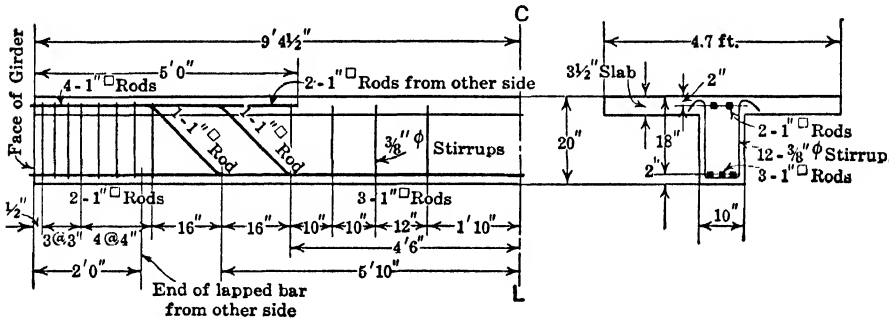 C
9'4½"
4.7 ft.
Face of Girder
5'0"
4-1"□Rods
2-1"□Rods from other side
3½"Slab
2"
1-1"□Rod
1-1"□Rod
⅜"ϕ
Stirrups
20"
18"
2-1"□ Rods
12-⅜"ϕ Stirrup
3-1"□ Rods
2"
2-1"□Rods
3-1"□Rods
½"
3@3"
4@4"
16"
16"
10"
10"
12"
1'10"
10"
4'6"
2'0"
5'10"
End of lapped bar
from other side
L